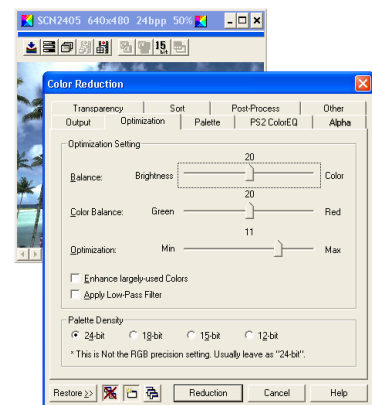 SCN2405 640x480 24bpp 50%
15
bit
Color Reduction
Transparency Sort Post-Process Other
Output Optimization Palette PS2 ColorEQ Alpha
Optimization Setting
20
Balance: Brightness Color
20
Color Balance: Green Red
11
Optimization: Min Max
Enhance largely-used Colors
Apply Low-Pass Filter
Palette Density
24-bit 18-bit 15-bit 12-bit
* This is Not the RGB precision setting. Usually leave as "24-bit".
Restore >> Reduction Cancel Help